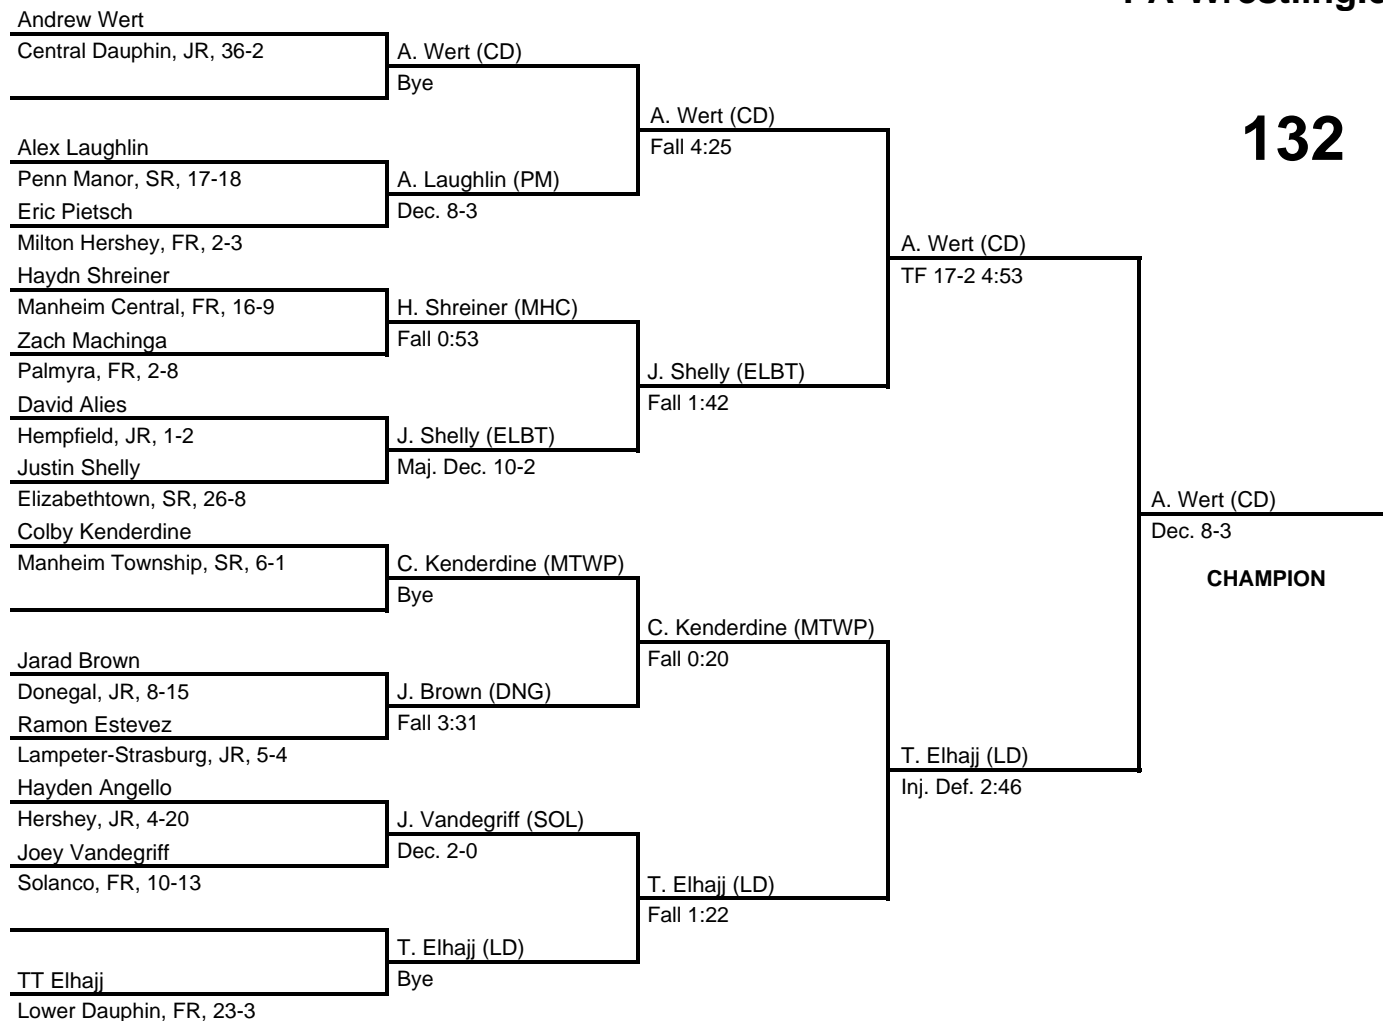 Andrew Wert
Central Dauphin, JR, 36-2
A. Wert (CD)
Bye
A. Wert (CD)
Fall 4:25
132
Alex Laughlin
Penn Manor, SR, 17-18
A. Laughlin (PM)
Eric Pietsch
Dec. 8-3
Milton Hershey, FR, 2-3
A. Wert (CD)
Haydn Shreiner
TF 17-2 4:53
Manheim Central, FR, 16-9
H. Shreiner (MHC)
Zach Machinga
Fall 0:53
Palmyra, FR, 2-8
J. Shelly (ELBT)
David Alies
Fall 1:42
Hempfield, JR, 1-2
J. Shelly (ELBT)
Justin Shelly
Maj. Dec. 10-2
Elizabethtown, SR, 26-8
A. Wert (CD)
Colby Kenderdine
Dec. 8-3
Manheim Township, SR, 6-1
C. Kenderdine (MTWP)
CHAMPION
Bye
C. Kenderdine (MTWP)
Jarad Brown
Fall 0:20
Donegal, JR, 8-15
J. Brown (DNG)
Ramon Estevez
Fall 3:31
Lampeter-Strasburg, JR, 5-4
T. Elhajj (LD)
Hayden Angello
Inj. Def. 2:46
Hershey, JR, 4-20
J. Vandegriff (SOL)
Joey Vandegriff
Dec. 2-0
Solanco, FR, 10-13
T. Elhajj (LD)
Fall 1:22
T. Elhajj (LD)
TT Elhajj
Bye
Lower Dauphin, FR, 23-3